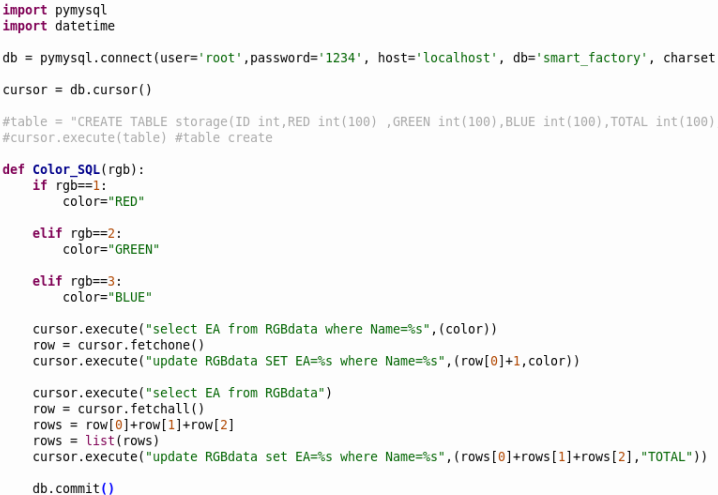 import pymysql
import datetime
db = pymysql.connect(user='root',password='1234', host='localhost', db='smart_factory', charset
cursor = db.cursor()
#table = "CREATE TABLE storage(ID int,RED int(100) ,GREEN int(100),BLUE int(100),TOTAL int(100)
#cursor.execute(table) #table create
def Color_SQL(rgb):
    if rgb==1:
        color="RED"
    elif rgb==2:
        color="GREEN"
    elif rgb==3:
        color="BLUE"
    cursor.execute("select EA from RGBdata where Name=%s",(color))
    row = cursor.fetchone()
    cursor.execute("update RGBdata SET EA=%s where Name=%s",(row[0]+1,color))
    cursor.execute("select EA from RGBdata")
    row = cursor.fetchall()
    rows = row[0]+row[1]+row[2]
    rows = list(rows)
    cursor.execute("update RGBdata set EA=%s where Name=%s",(rows[0]+rows[1]+rows[2],"TOTAL"))
    db.commit()